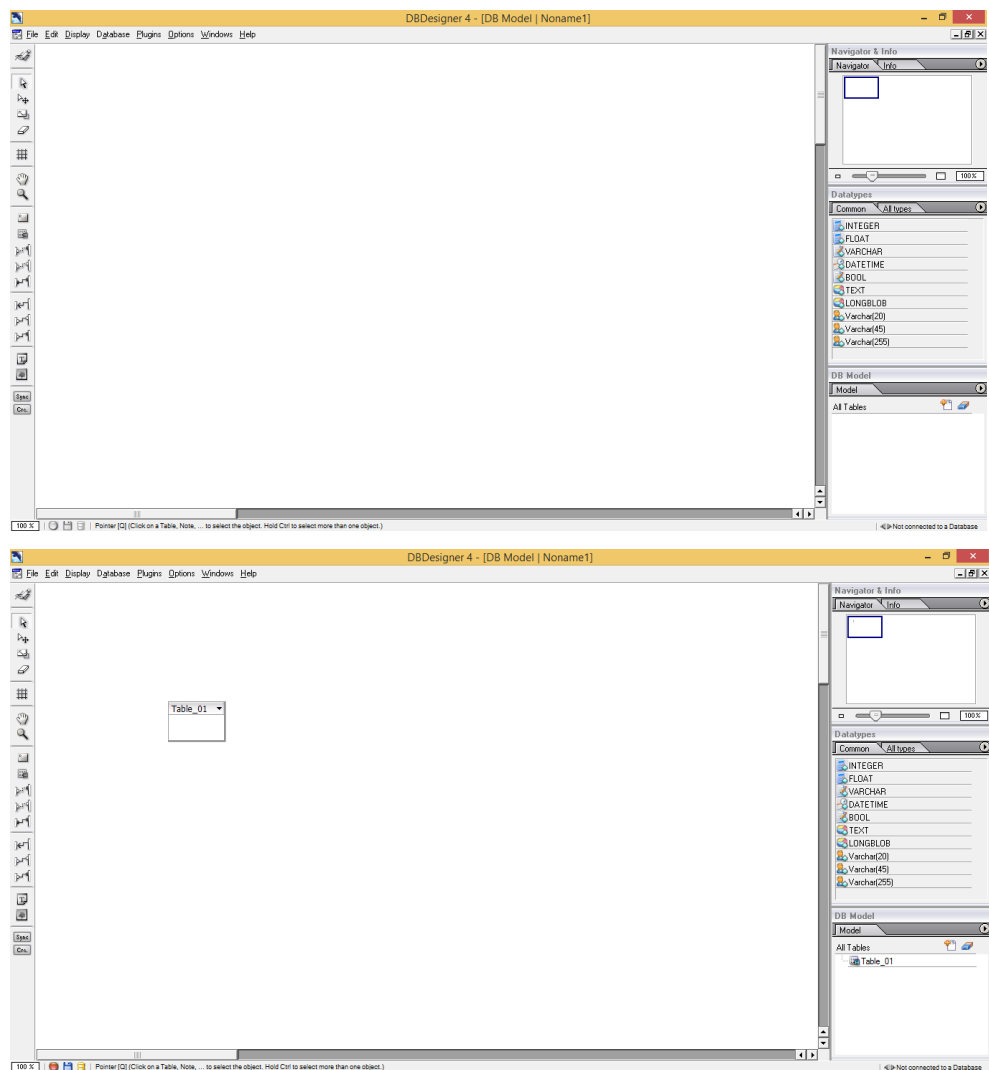 DBDesigner 4 - [DB Model | Noname1]
File Edit Display Database Plugins Options Windows Help
Navigator & Info
Navigator Info
100 %
Datatypes
Common All types
INTEGER
FLOAT
VARCHAR
DATETIME
BOOL
TEXT
LONGBLOB
Varchar(20)
Varchar(45)
Varchar(255)
DB Model
Model
All Tables
Sync
100 % Pointer [Q] (Click on a Table, Note, ... to select the object. Hold Ctrl to select more than one object.) Not connected to a Database
DBDesigner 4 - [DB Model | Noname1]
File Edit Display Database Plugins Options Windows Help
Navigator & Info
Navigator Info
Table_01
100 %
Datatypes
Common All types
INTEGER
FLOAT
VARCHAR
DATETIME
BOOL
TEXT
LONGBLOB
Varchar(20)
Varchar(45)
Varchar(255)
DB Model
Model
Sync
All Tables
Table_01
100 % Pointer [Q] (Click on a Table, Note, ... to select the object. Hold Ctrl to select more than one object.) Not connected to a Database